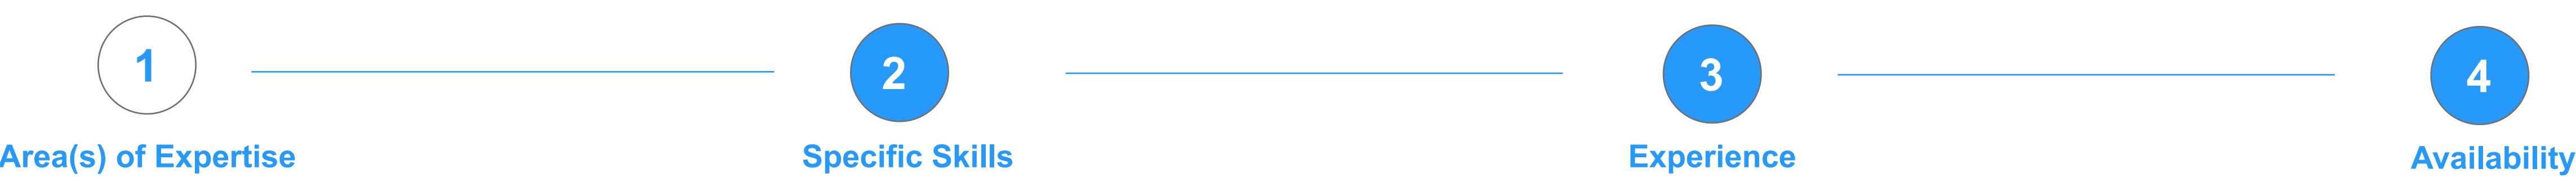 1 2 3 4
Area(s) of Expertise Specific Skills Experience Availability